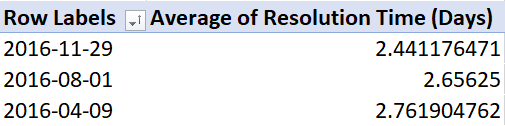 Row Labels Average of Resolution Time (Days)
2016-11-29 2.441176471
2016-08-01 2.65625
2016-04-09 2.761904762